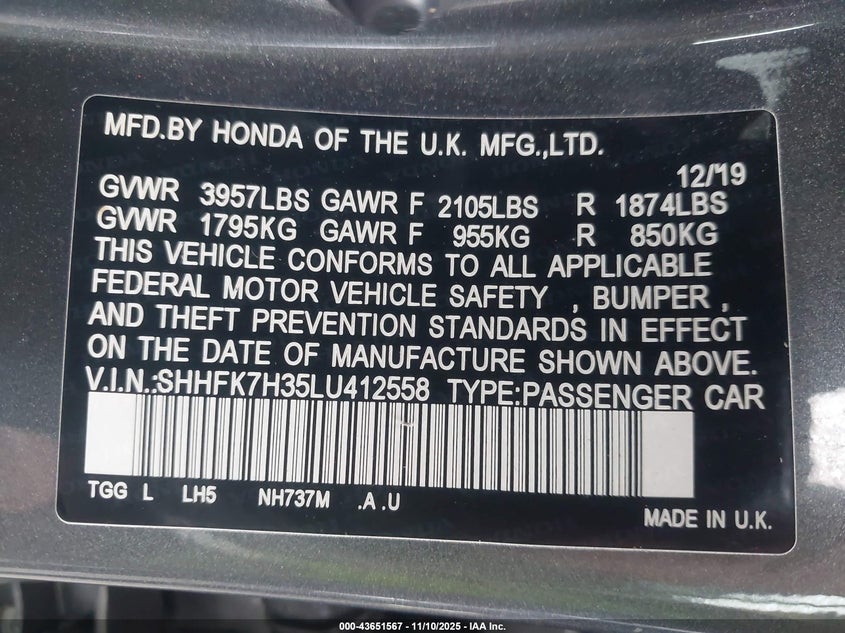 MFD.BY HONDA OF THE U.K. MFG.,LTD.
12/19
GVWR 3957LBS GAWR F 2105LBS R 1874LBS
GVWR 1795KG GAWR F 955KG R 850KG
THIS VEHICLE CONFORMS TO ALL APPLICABLE
FEDERAL MOTOR VEHICLE SAFETY , BUMPER ,
AND THEFT PREVENTION STANDARDS IN EFFECT
ON THE DATE OF MANUFACTURE SHOWN ABOVE.
V.I.N.:SHHFK7H35LU412558 TYPE:PASSENGER CAR
TGG L LH5 NH737M .A .U
MADE IN U.K.
000-43651567 — 11/10/2025 — IAA Inc.